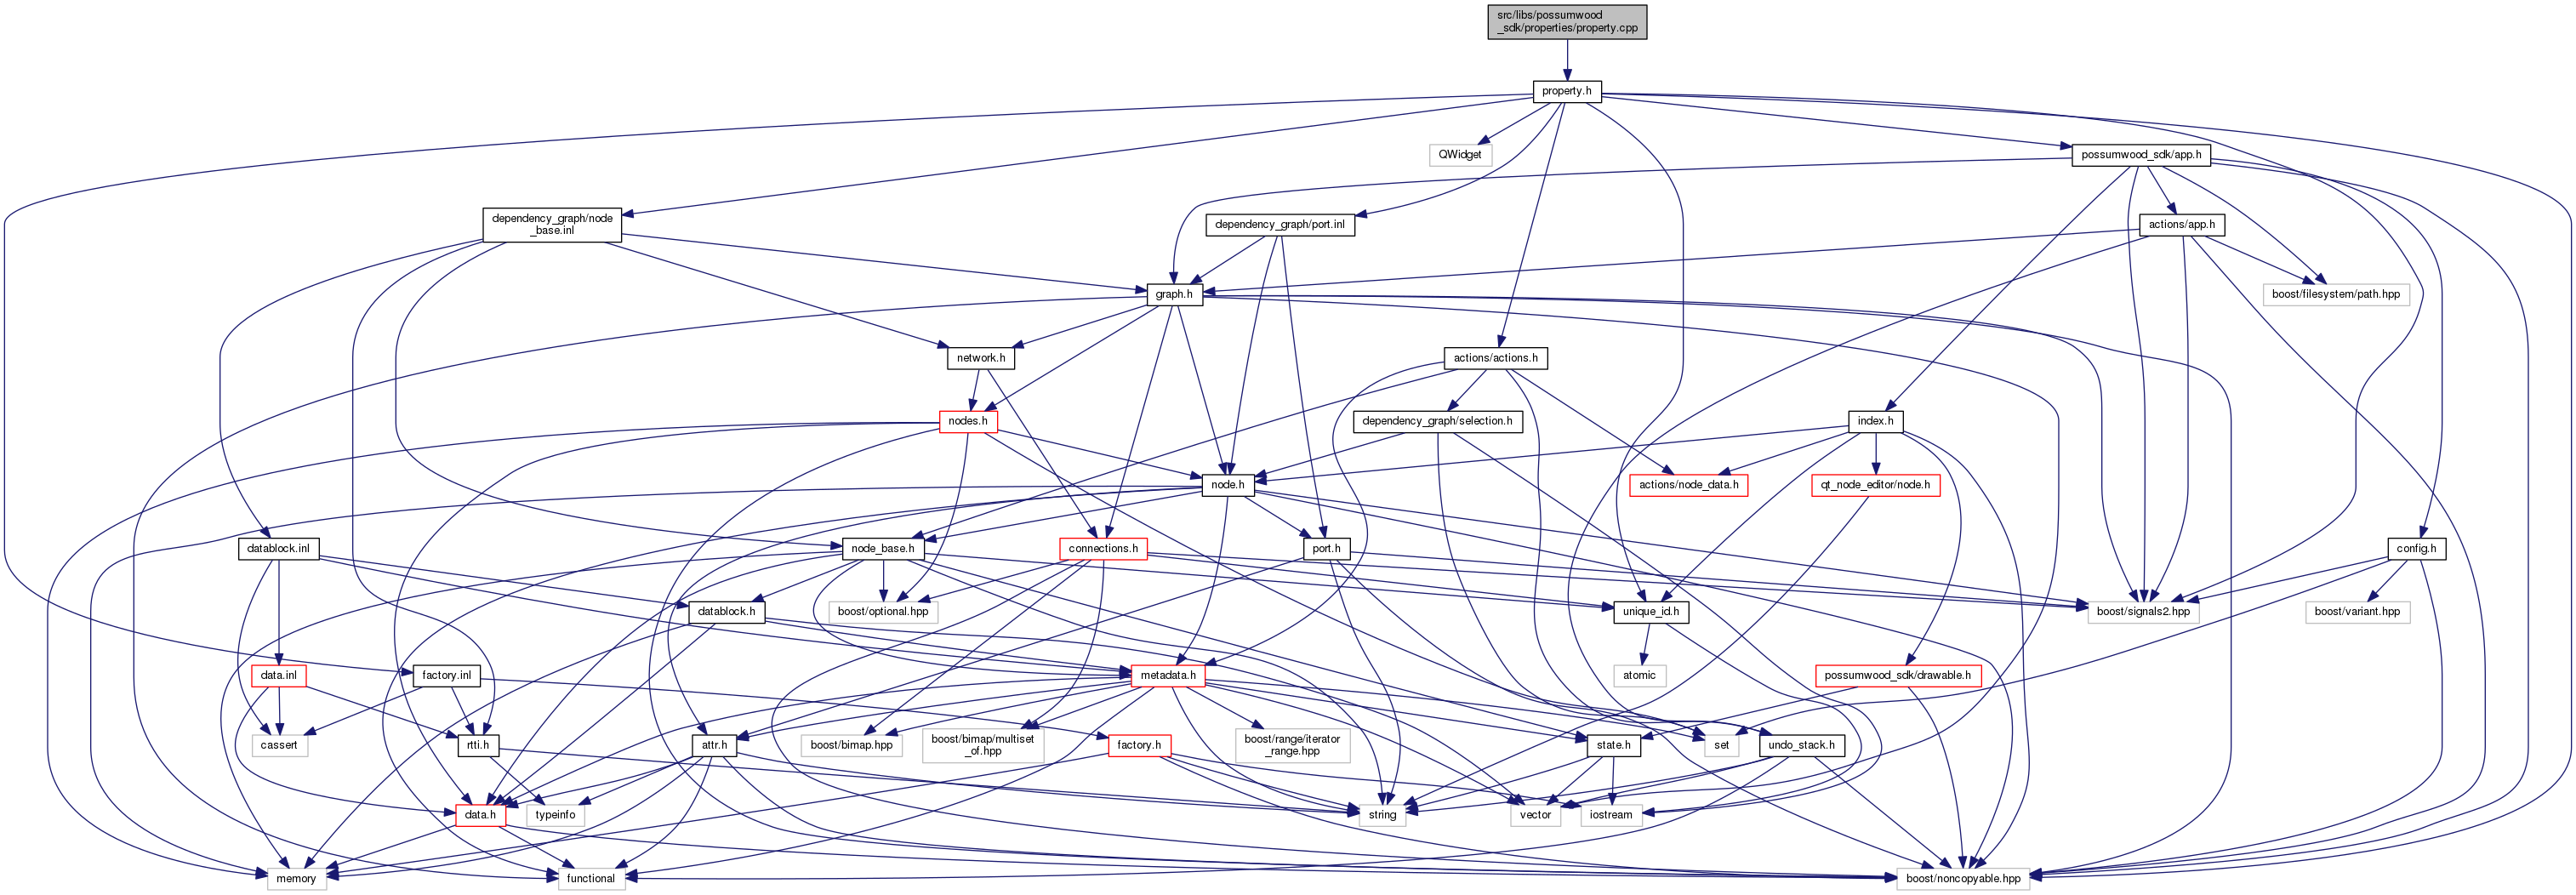 src/libs/possumwood
_sdk/properties/property.cpp
property.h
QWidget
possumwood_sdk/app.h
dependency_graph/node
_base.inl
dependency_graph/port.inl
actions/app.h
graph.h
boost/filesystem/path.hpp
network.h
actions/actions.h
nodes.h
dependency_graph/selection.h
index.h
node.h
actions/node_data.h
qt_node_editor/node.h
datablock.inl
node_base.h
connections.h
port.h
config.h
datablock.h
boost/optional.hpp
unique_id.h
boost/signals2.hpp
boost/variant.hpp
data.inl
factory.inl
metadata.h
atomic
possumwood_sdk/drawable.h
cassert
rtti.h
attr.h
boost/bimap.hpp
boost/bimap/multiset
_of.hpp
factory.h
boost/range/iterator
_range.hpp
state.h
set
undo_stack.h
data.h
typeinfo
string
vector
iostream
memory
functional
boost/noncopyable.hpp